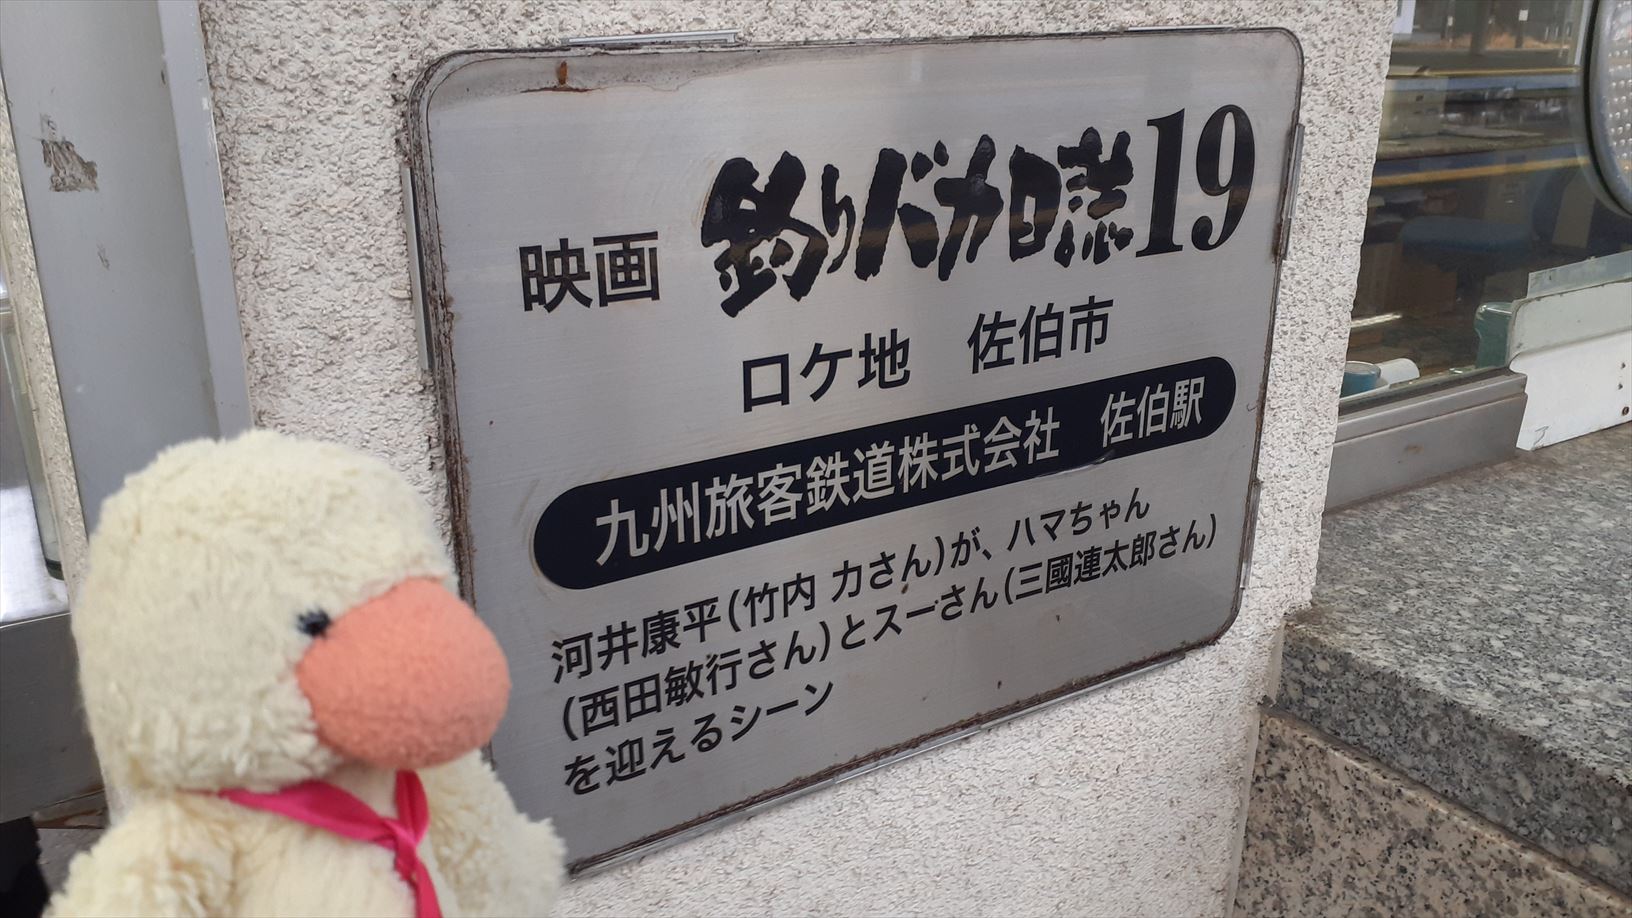 映画 釣りバカ日誌19
ロケ地 佐伯市
九州旅客鉄道株式会社 佐伯駅
河井康平(竹内 力さん)が、ハマちゃん
(西田敏行さん)とスーさん(三國連太郎さん)
を迎えるシーン